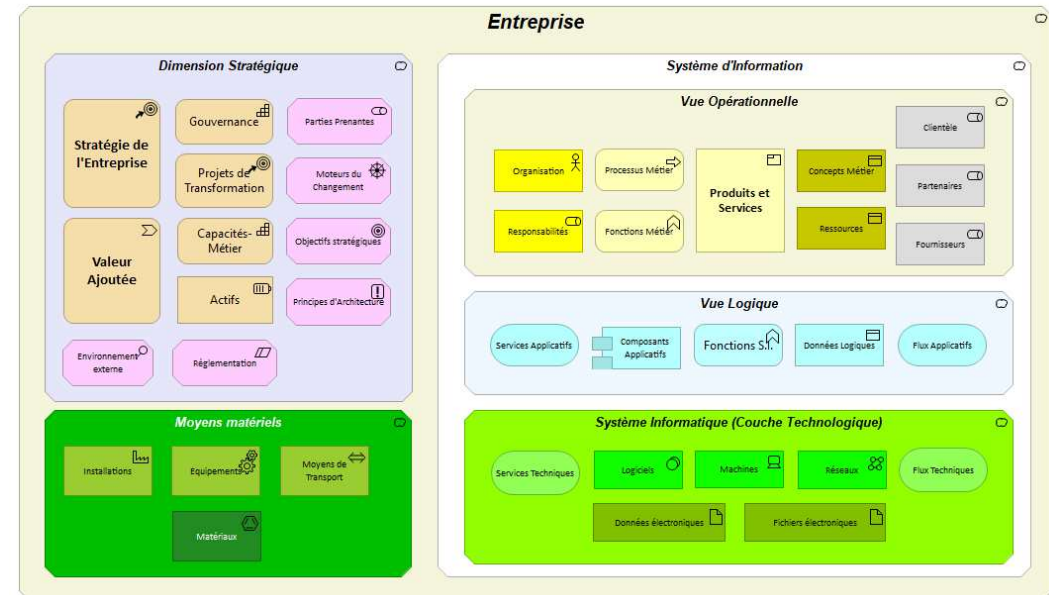 Entreprise
Dimension Stratégique
Stratégie de
l'Entreprise
Gouvernance
Parties Prenantes
Projets de
Transformation
Moteurs du
Changement
Valeur
Ajoutée
Capacités-
Métier
Objectifs stratégiques
Actifs
Principes d'Architecture
Environnement
externe
Réglementation
Moyens matériels
Installations
Equipements
Moyens de
Transport
Matériaux
Système d'Information
Vue Opérationnelle
Organisation
Processus Métier
Produits et
Services
Concepts Métier
Clientèle
Partenaires
Responsabilités
Fonctions Métier
Ressources
Fournisseurs
Vue Logique
Services Applicatifs
Composants
Applicatifs
Fonctions S.I.
Données Logiques
Flux Applicatifs
Système Informatique (Couche Technologique)
Services Techniques
Logiciels
Machines
Réseaux
Flux Techniques
Données électroniques
Fichiers électroniques